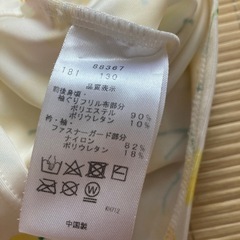 88367
181 130
品質表示
前後身頃・
袖ぐりフリル布部分
ポリエステル 90%
ポリウレタン 10%
衿・袖・
ファスナーガード部分
ナイロン 82%
ポリウレタン 18%
KH712
中国製